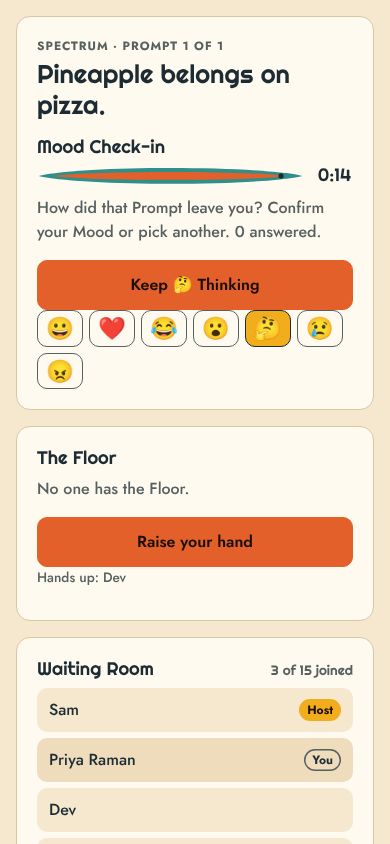 SPECTRUM · PROMPT 1 OF 1
Pineapple belongs on
pizza.
Mood Check-in
0:14
How did that Prompt leave you? Confirm
your Mood or pick another. 0 answered.
Keep 🤔 Thinking
😀 ❤️ 😂 😮 🤔 😢
😠
The Floor
No one has the Floor.
Raise your hand
Hands up: Dev
Waiting Room
3 of 15 joined
Sam
Host
Priya Raman
You
Dev